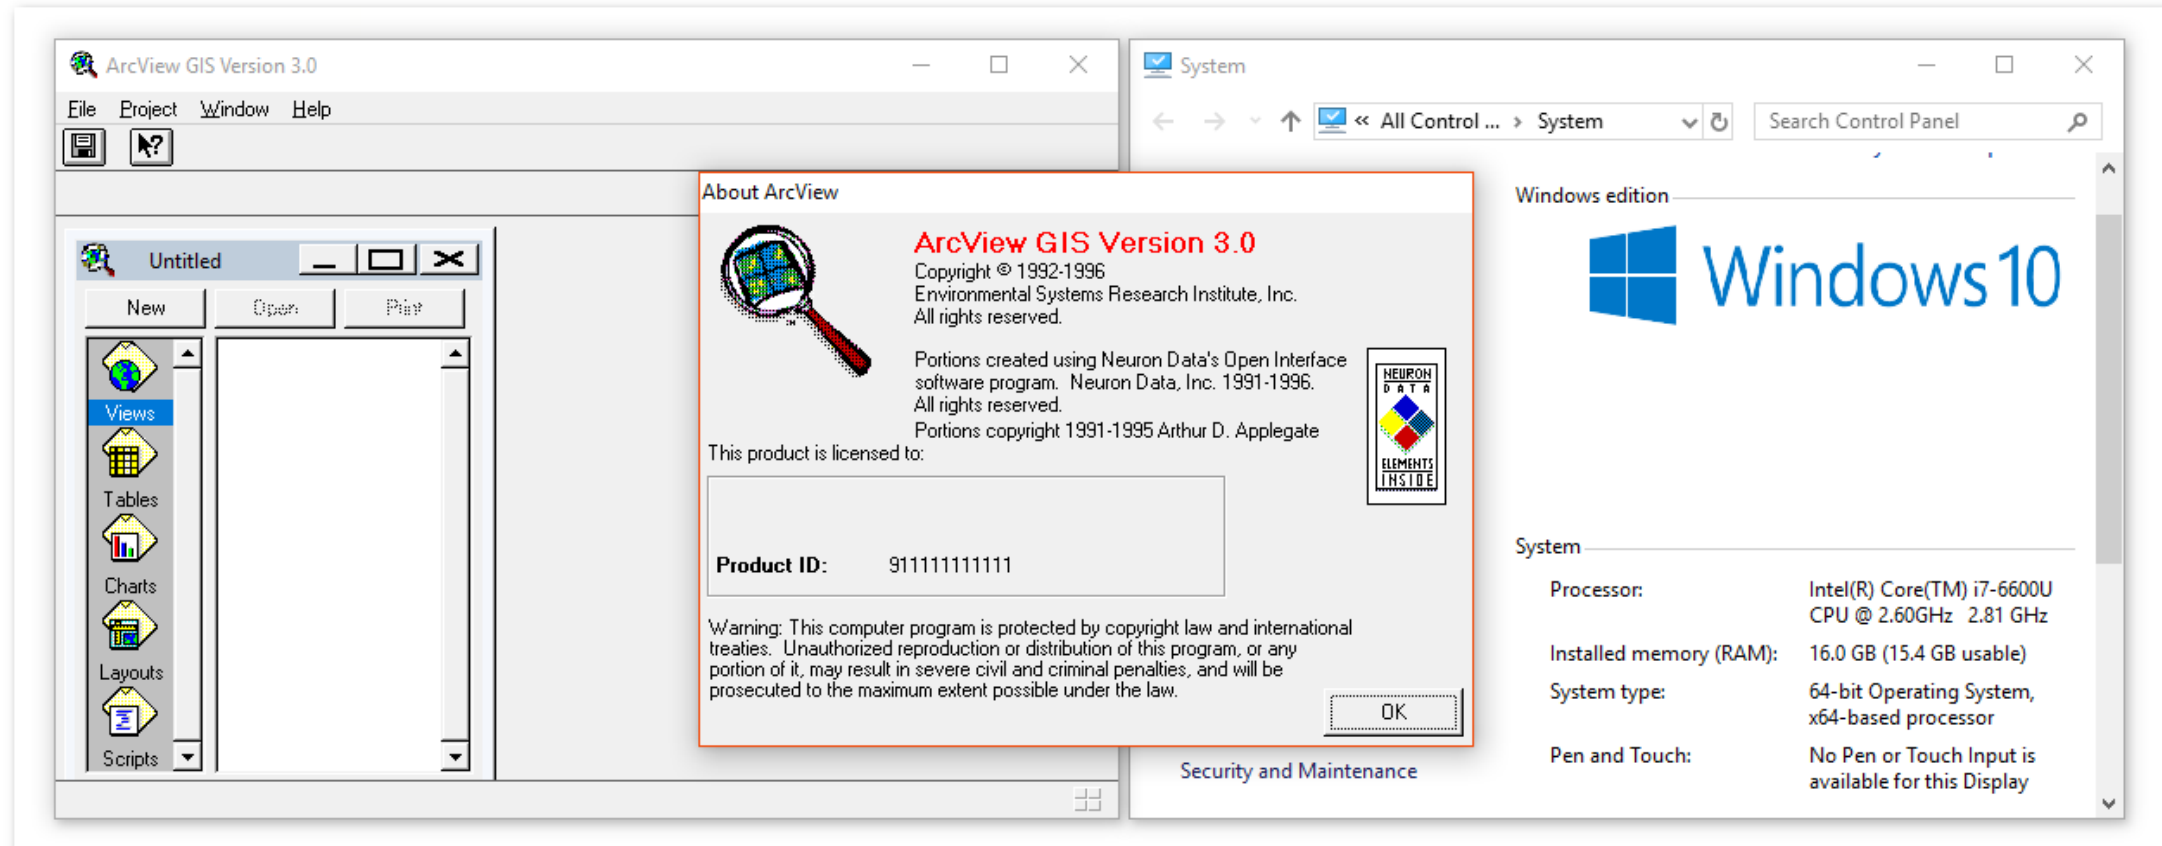 ArcView GIS Version 3.0
File Project Window Help
Untitled
New Open Print
Views
Tables
Charts
Layouts
Scripts
About ArcView
ArcView GIS Version 3.0
Copyright © 1992-1996
Environmental Systems Research Institute, Inc.
All rights reserved.
Portions created using Neuron Data's Open Interface
software program. Neuron Data, Inc. 1991-1996.
All rights reserved.
Portions copyright 1991-1995 Arthur D. Applegate
NEURON
DATA
ELEMENTS
INSIDE
This product is licensed to:
Product ID: 911111111111
Warning: This computer program is protected by copyright law and international
treaties. Unauthorized reproduction or distribution of this program, or any
portion of it, may result in severe civil and criminal penalties, and will be
prosecuted to the maximum extent possible under the law.
OK
System
« All Control ... › System
Search Control Panel
Windows edition
Windows 10
System
Processor: Intel(R) Core(TM) i7-6600U
CPU @ 2.60GHz 2.81 GHz
Installed memory (RAM): 16.0 GB (15.4 GB usable)
System type: 64-bit Operating System,
x64-based processor
Pen and Touch: No Pen or Touch Input is
available for this Display
Security and Maintenance